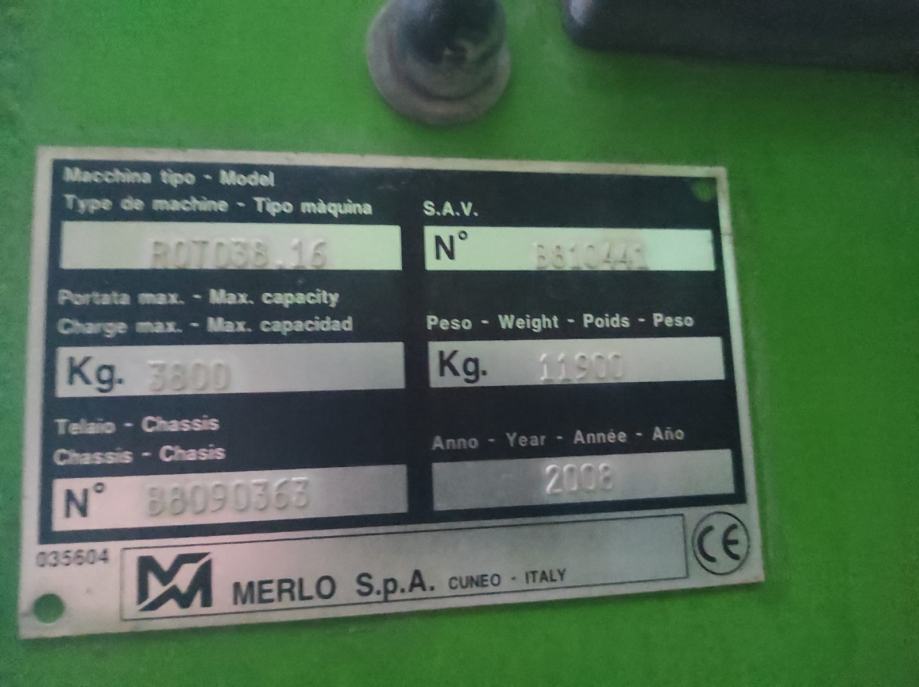 Macchina tipo - Model
Type de machine - Tipo màquina
ROTO38.16
S.A.V.
N° B810441
Portata max. - Max. capacity
Charge max. - Max. capacidad
Kg. 3800
Peso - Weight - Poids - Peso
Kg. 11900
Telaio - Chassis
Chassis - Chasis
N° B8090363
Anno - Year - Année - Año
2008
035604
MERLO S.p.A. CUNEO - ITALY
CE